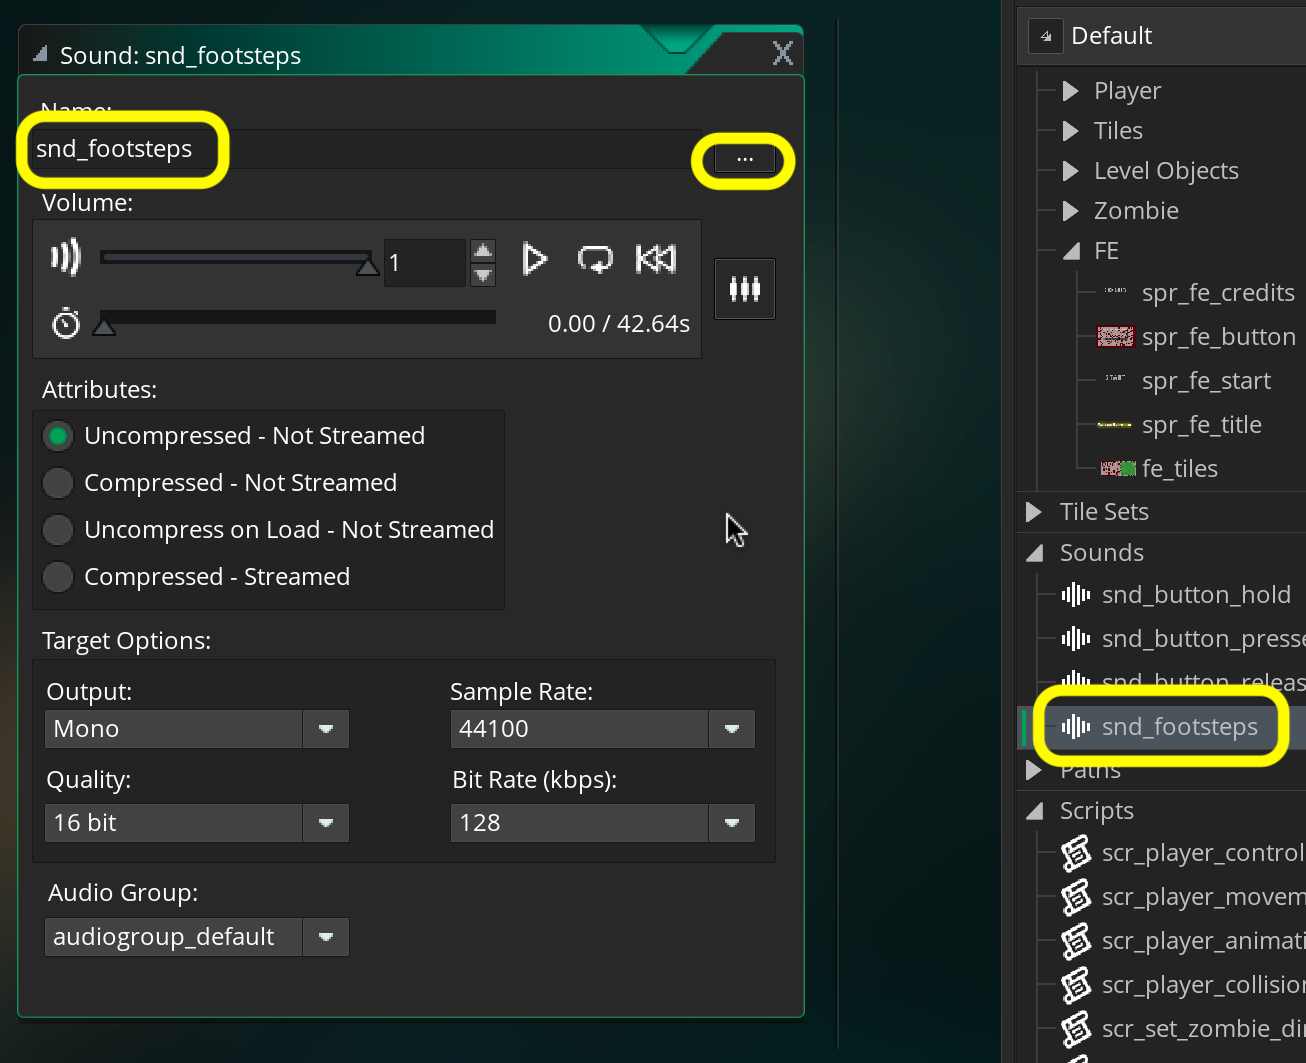 Sound: snd_footsteps
X
Name:
snd_footsteps
...
Volume:
1
0.00 / 42.64s
Attributes:
Uncompressed - Not Streamed
Compressed - Not Streamed
Uncompress on Load - Not Streamed
Compressed - Streamed
Target Options:
Output:
Sample Rate:
Mono
44100
Quality:
Bit Rate (kbps):
16 bit
128
Audio Group:
audiogroup_default
Default
Player
Tiles
Level Objects
Zombie
FE
spr_fe_credits
spr_fe_button
spr_fe_start
spr_fe_title
fe_tiles
Tile Sets
Sounds
snd_button_hold
snd_button_presse
snd_button_releas
snd_footsteps
Paths
Scripts
scr_player_control
scr_player_movem
scr_player_animati
scr_player_collision
scr_set_zombie_di